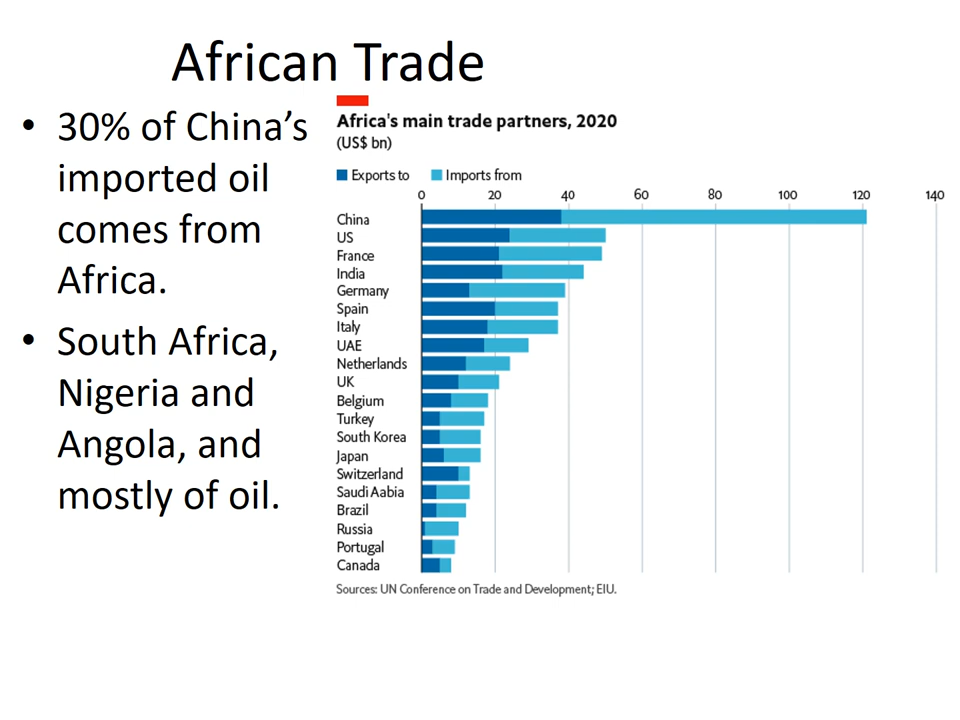 African Trade
• 30% of China's
imported oil
comes from
Africa.
• South Africa,
Nigeria and
Angola, and
mostly of oil.
Africa's main trade partners, 2020
(US$ bn)
Exports to Imports from
0 20 40 60 80 100 120 140
China
US
France
India
Germany
Spain
Italy
UAE
Netherlands
UK
Belgium
Turkey
South Korea
Japan
Switzerland
Saudi Aabia
Brazil
Russia
Portugal
Canada
Sources: UN Conference on Trade and Development; EIU.